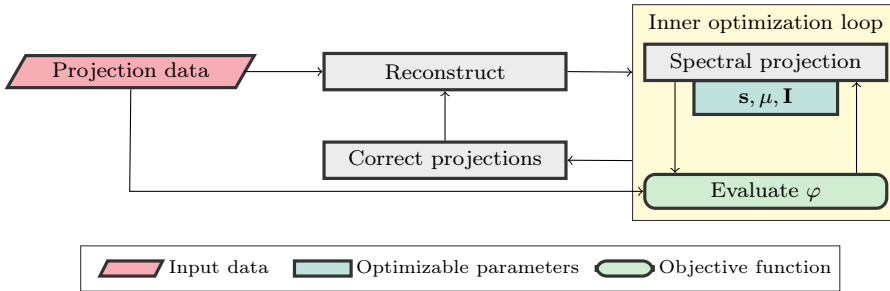 Inner optimization loop
Projection data
Reconstruct
Spectral projection
s, μ, I
Correct projections
Evaluate φ
Input data
Optimizable parameters
Objective function